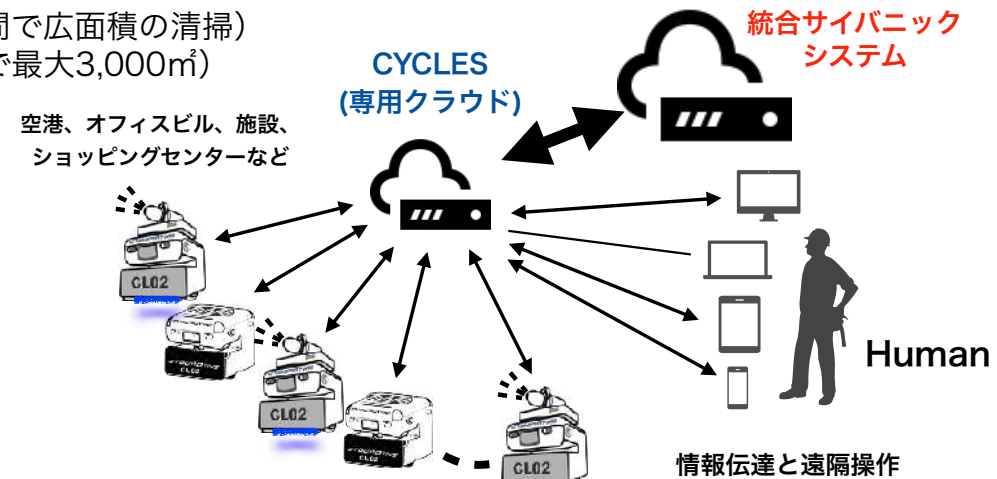 間で広面積の清掃)
で最大3,000㎡)
統合サイバニック
システム
CYCLES
(専用クラウド)
空港、オフィスビル、施設、
ショッピングセンターなど
CL02
CL02
CL02
CL02
CL02
Human
情報伝達と遠隔操作